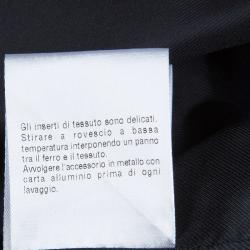 Gli inserti di tessuto sono delicati.
Stirare a rovescio a bassa
temperatura interponendo un panno
tra il ferro e il tessuto.
Avvolgere l'accessorio in metallo con
carta alluminio prima di ogni
lavaggio.